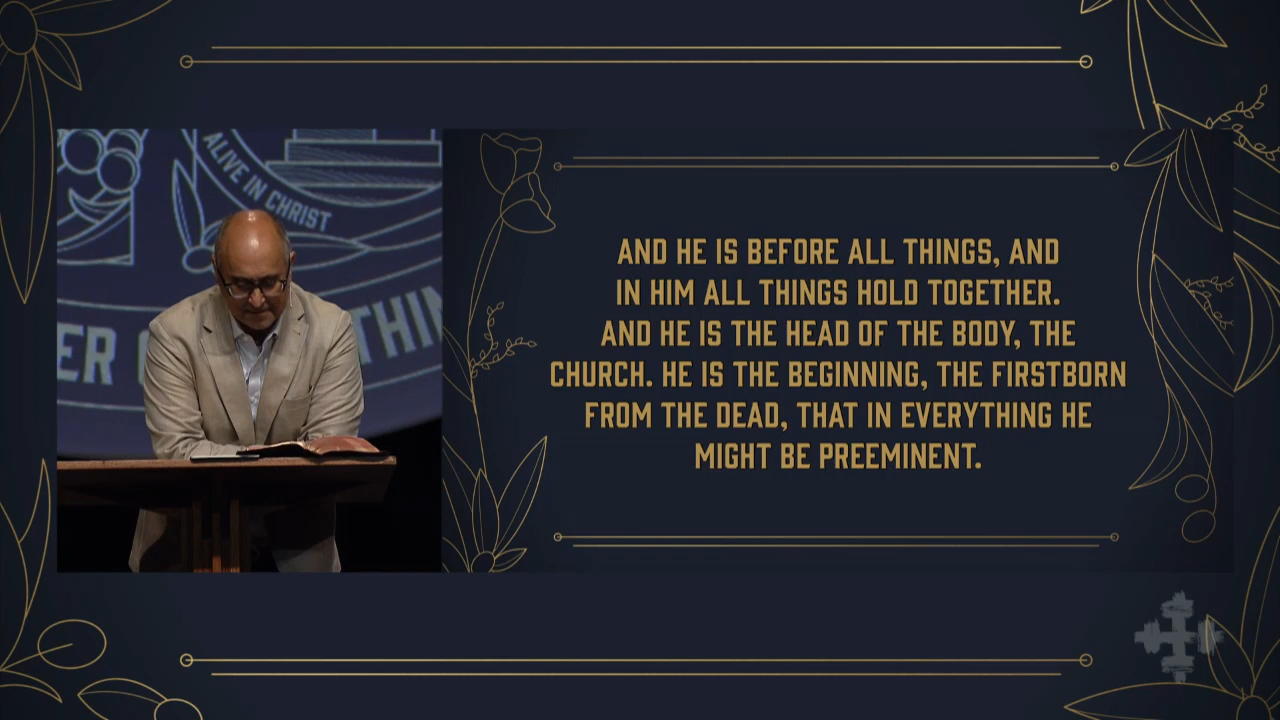 ALIVE IN CHRIST
ER
THIN
AND HE IS BEFORE ALL THINGS, AND
IN HIM ALL THINGS HOLD TOGETHER.
AND HE IS THE HEAD OF THE BODY, THE
CHURCH. HE IS THE BEGINNING, THE FIRSTBORN
FROM THE DEAD, THAT IN EVERYTHING HE
MIGHT BE PREEMINENT.